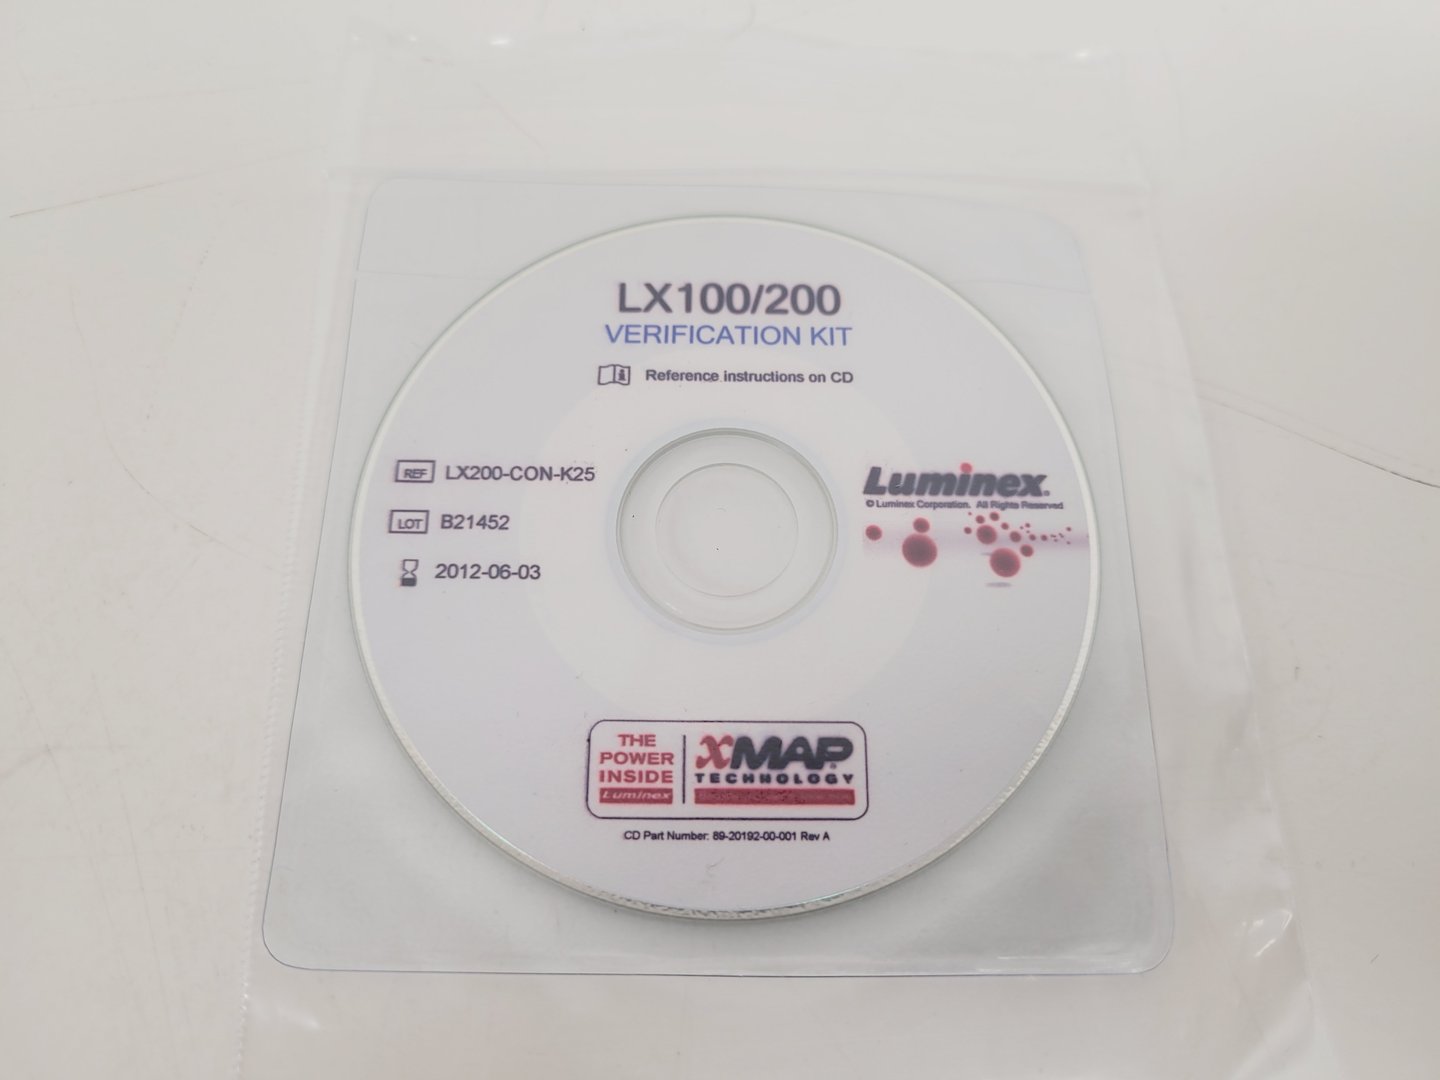 LX100/200
VERIFICATION KIT
Reference instructions on CD
REF LX200-CON-K25
LOT B21452
2012-06-03
Luminex®
© Luminex Corporation. All Rights Reserved
THE
POWER
INSIDE
Luminex
xMAP®
TECHNOLOGY
CD Part Number: 89-20192-00-001 Rev A